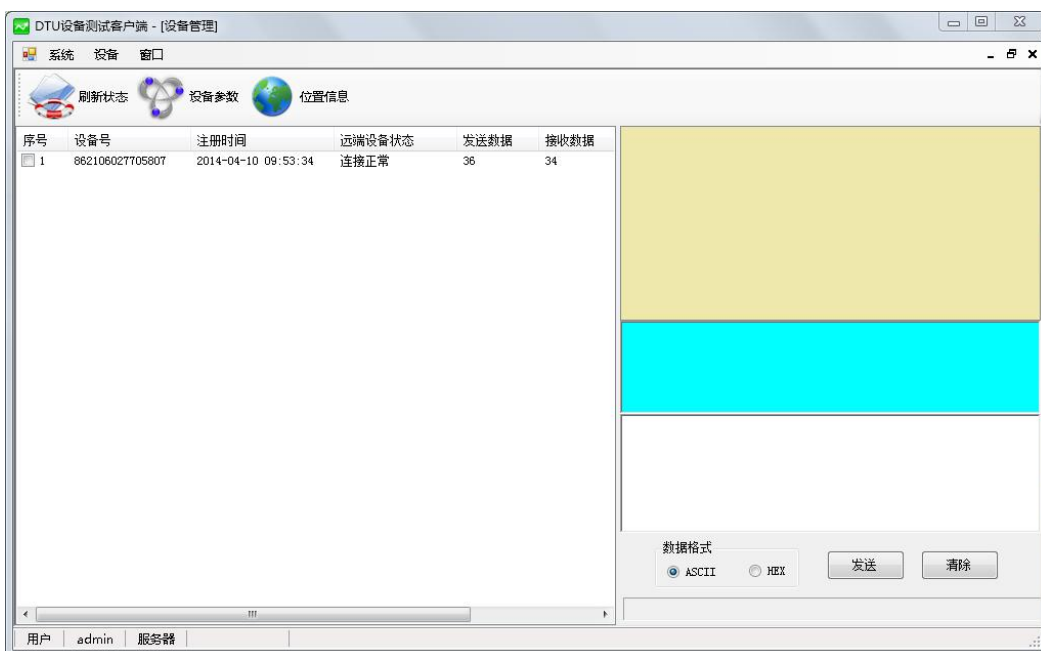 DTU设备测试客户端 - [设备管理]
系统 设备 窗口
刷新状态 设备参数 位置信息
序号 设备号 注册时间 远端设备状态 发送数据 接收数据
1 862106027705807 2014-04-10 09:53:34 连接正常 36 34
数据格式
ASCII HEX 发送 清除
用户 admin 服务器